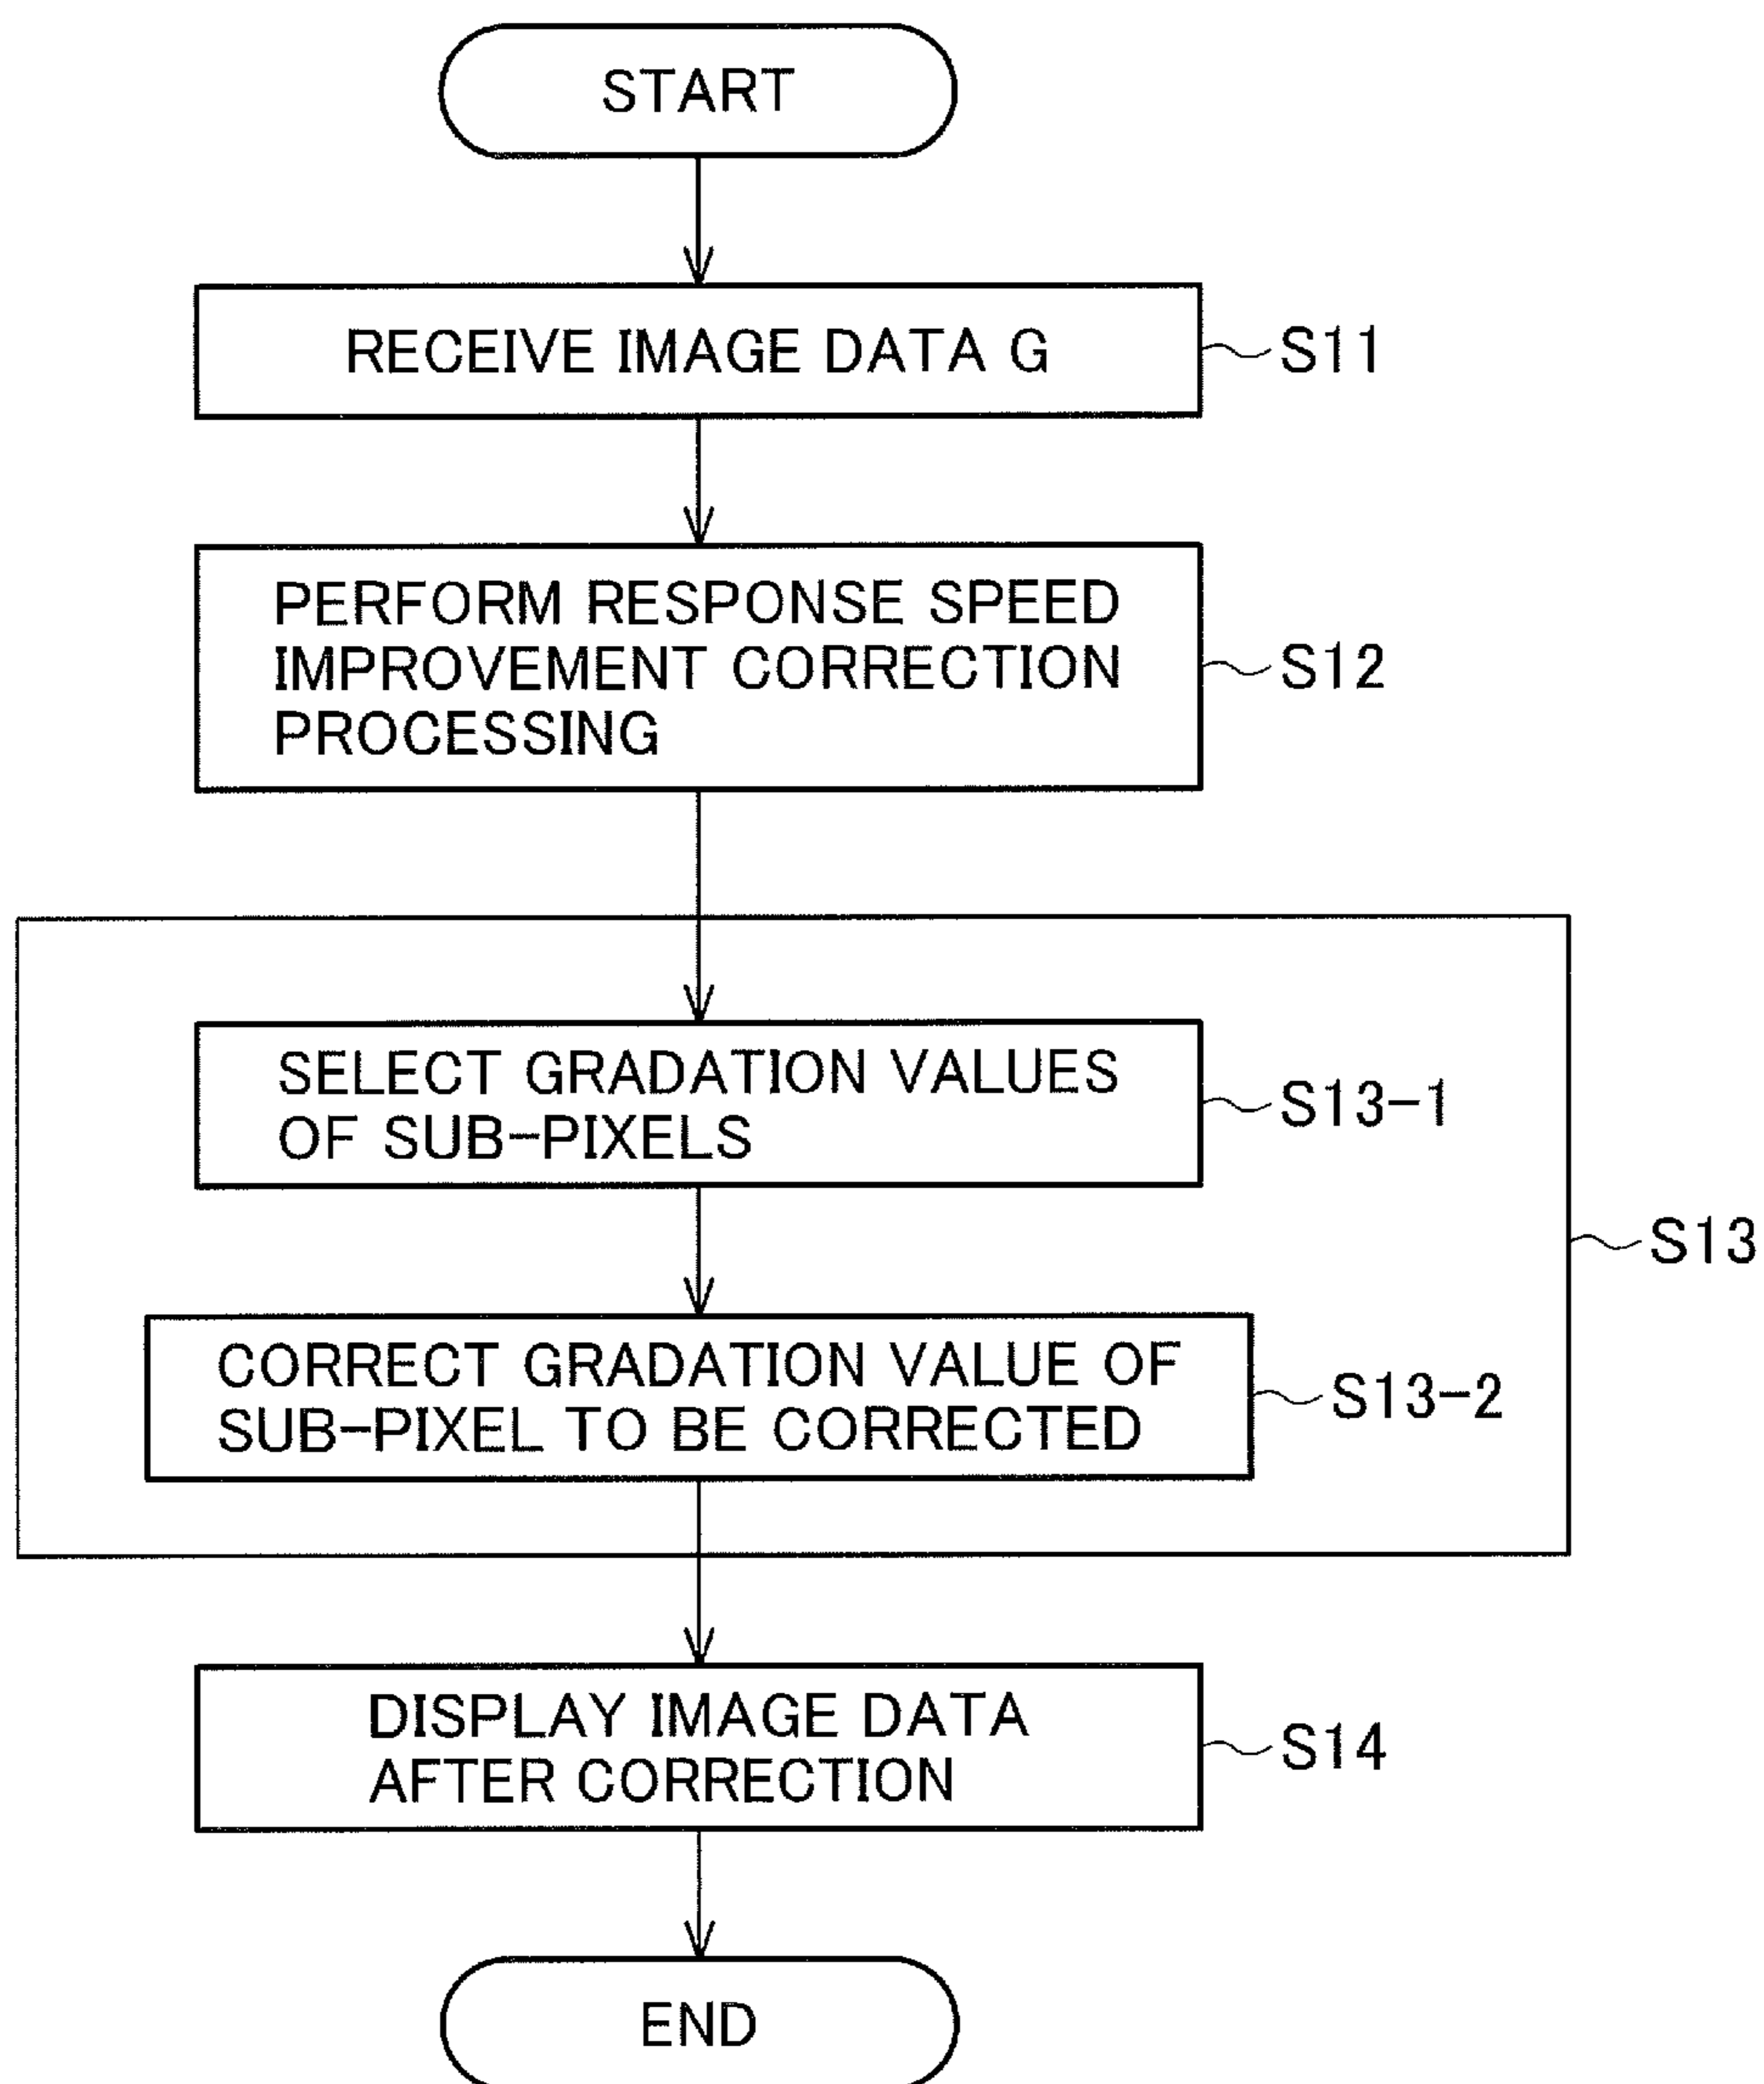 START
RECEIVE IMAGE DATA G
S11
PERFORM RESPONSE SPEED
IMPROVEMENT CORRECTION
PROCESSING
S12
SELECT GRADATION VALUES
OF SUB-PIXELS
S13-1
S13
CORRECT GRADATION VALUE OF
SUB-PIXEL TO BE CORRECTED
S13-2
DISPLAY IMAGE DATA
AFTER CORRECTION
S14
END